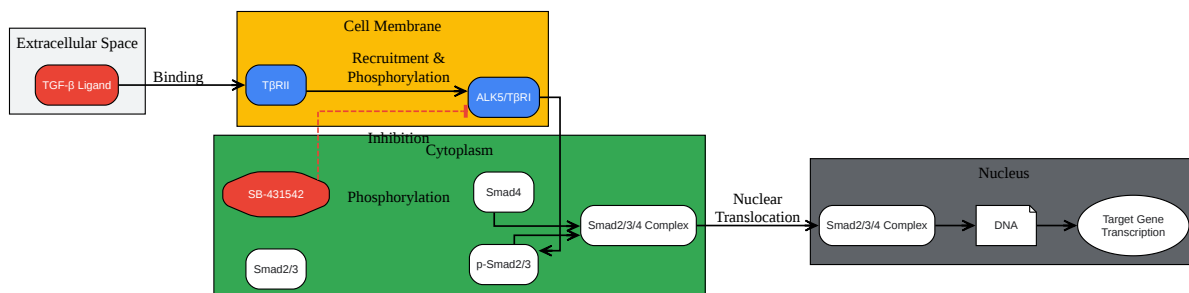 Extracellular Space
TGF-β Ligand
Binding
Cell Membrane
TβRII
Recruitment &
Phosphorylation
ALK5/TβRI
Inhibition
Cytoplasm
SB-431542
Phosphorylation
Smad4
Smad2/3
p-Smad2/3
Smad2/3/4 Complex
Nuclear
Translocation
Nucleus
Smad2/3/4 Complex
DNA
Target Gene
Transcription